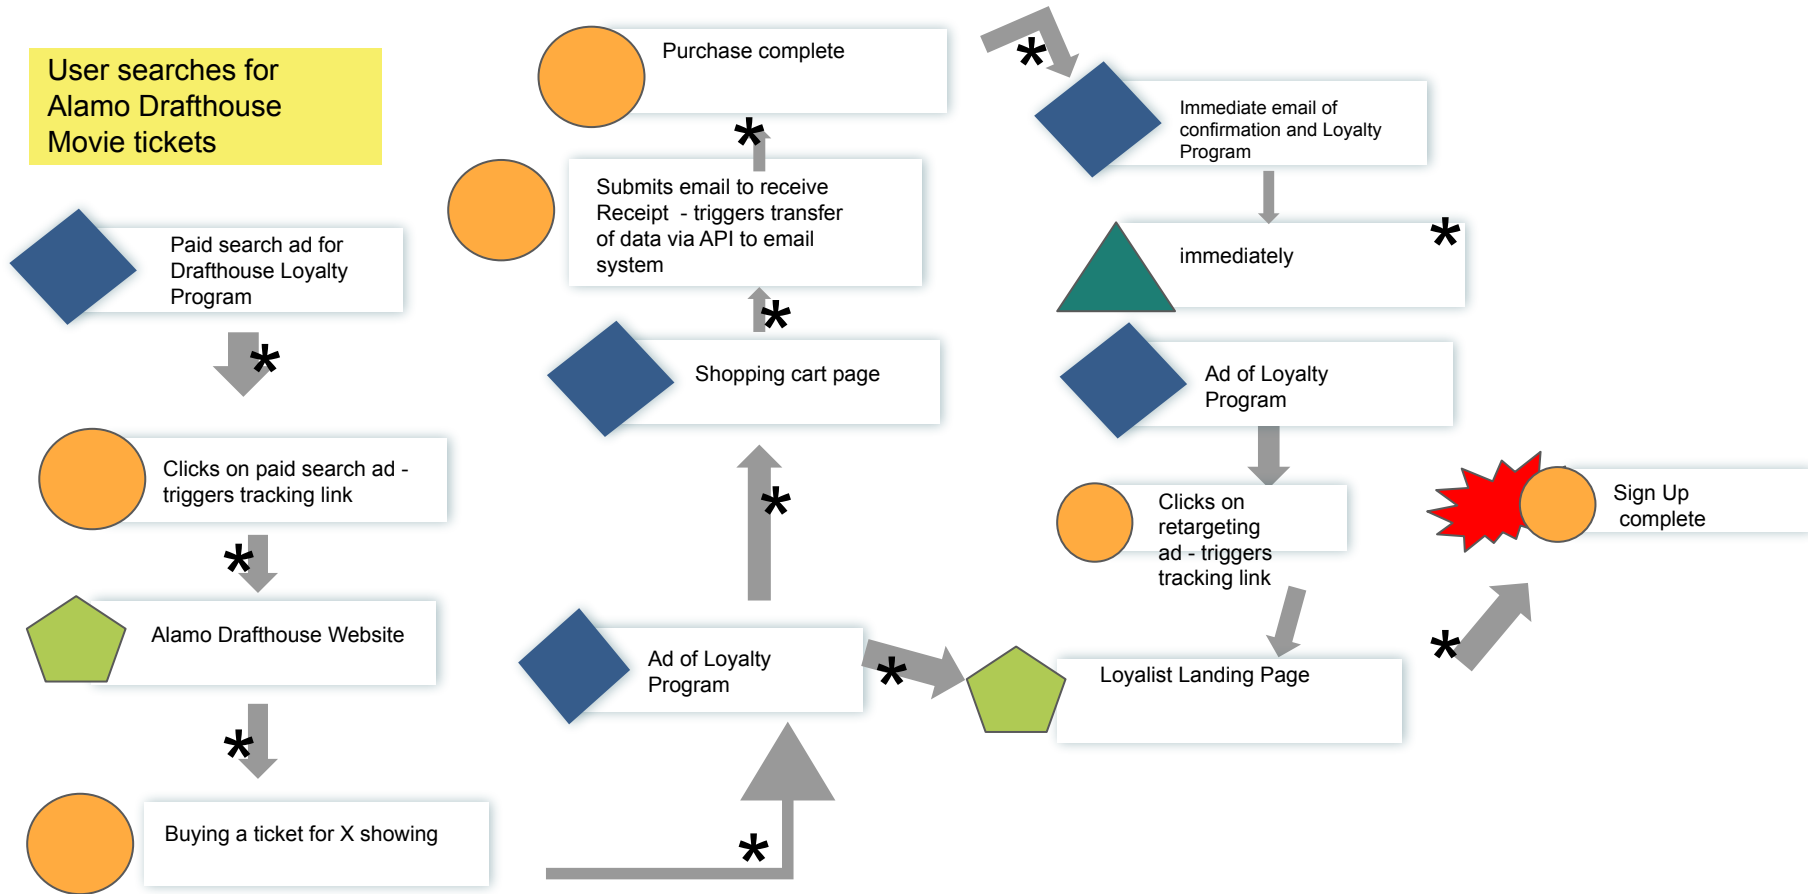 User searches for
Alamo Drafthouse
Movie tickets
Paid search ad for
Drafthouse Loyalty
Program
*
Clicks on paid search ad -
triggers tracking link
*
Alamo Drafthouse Website
*
Buying a ticket for X showing
*
Ad of Loyalty
Program
*
*
Shopping cart page
*
Submits email to receive
Receipt - triggers transfer
of data via API to email
system
*
Purchase complete
*
Immediate email of
confirmation and Loyalty
Program
immediately
*
Ad of Loyalty
Program
Clicks on
retargeting
ad - triggers
tracking link
Loyalist Landing Page
*
Sign Up
complete